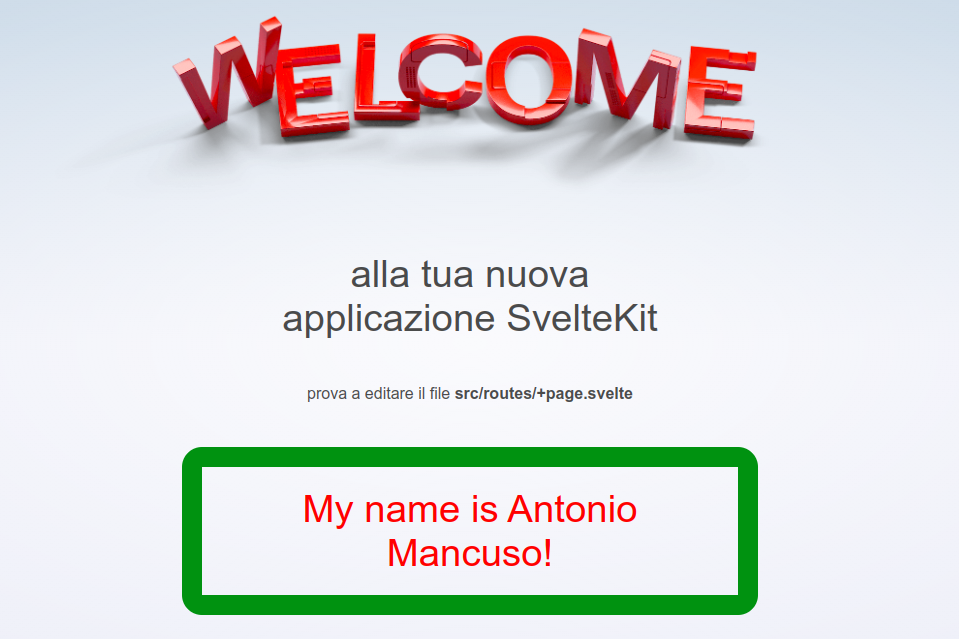 WELCOME
alla tua nuova
applicazione SvelteKit
prova a editare il file src/routes/+page.svelte
My name is Antonio
Mancuso!